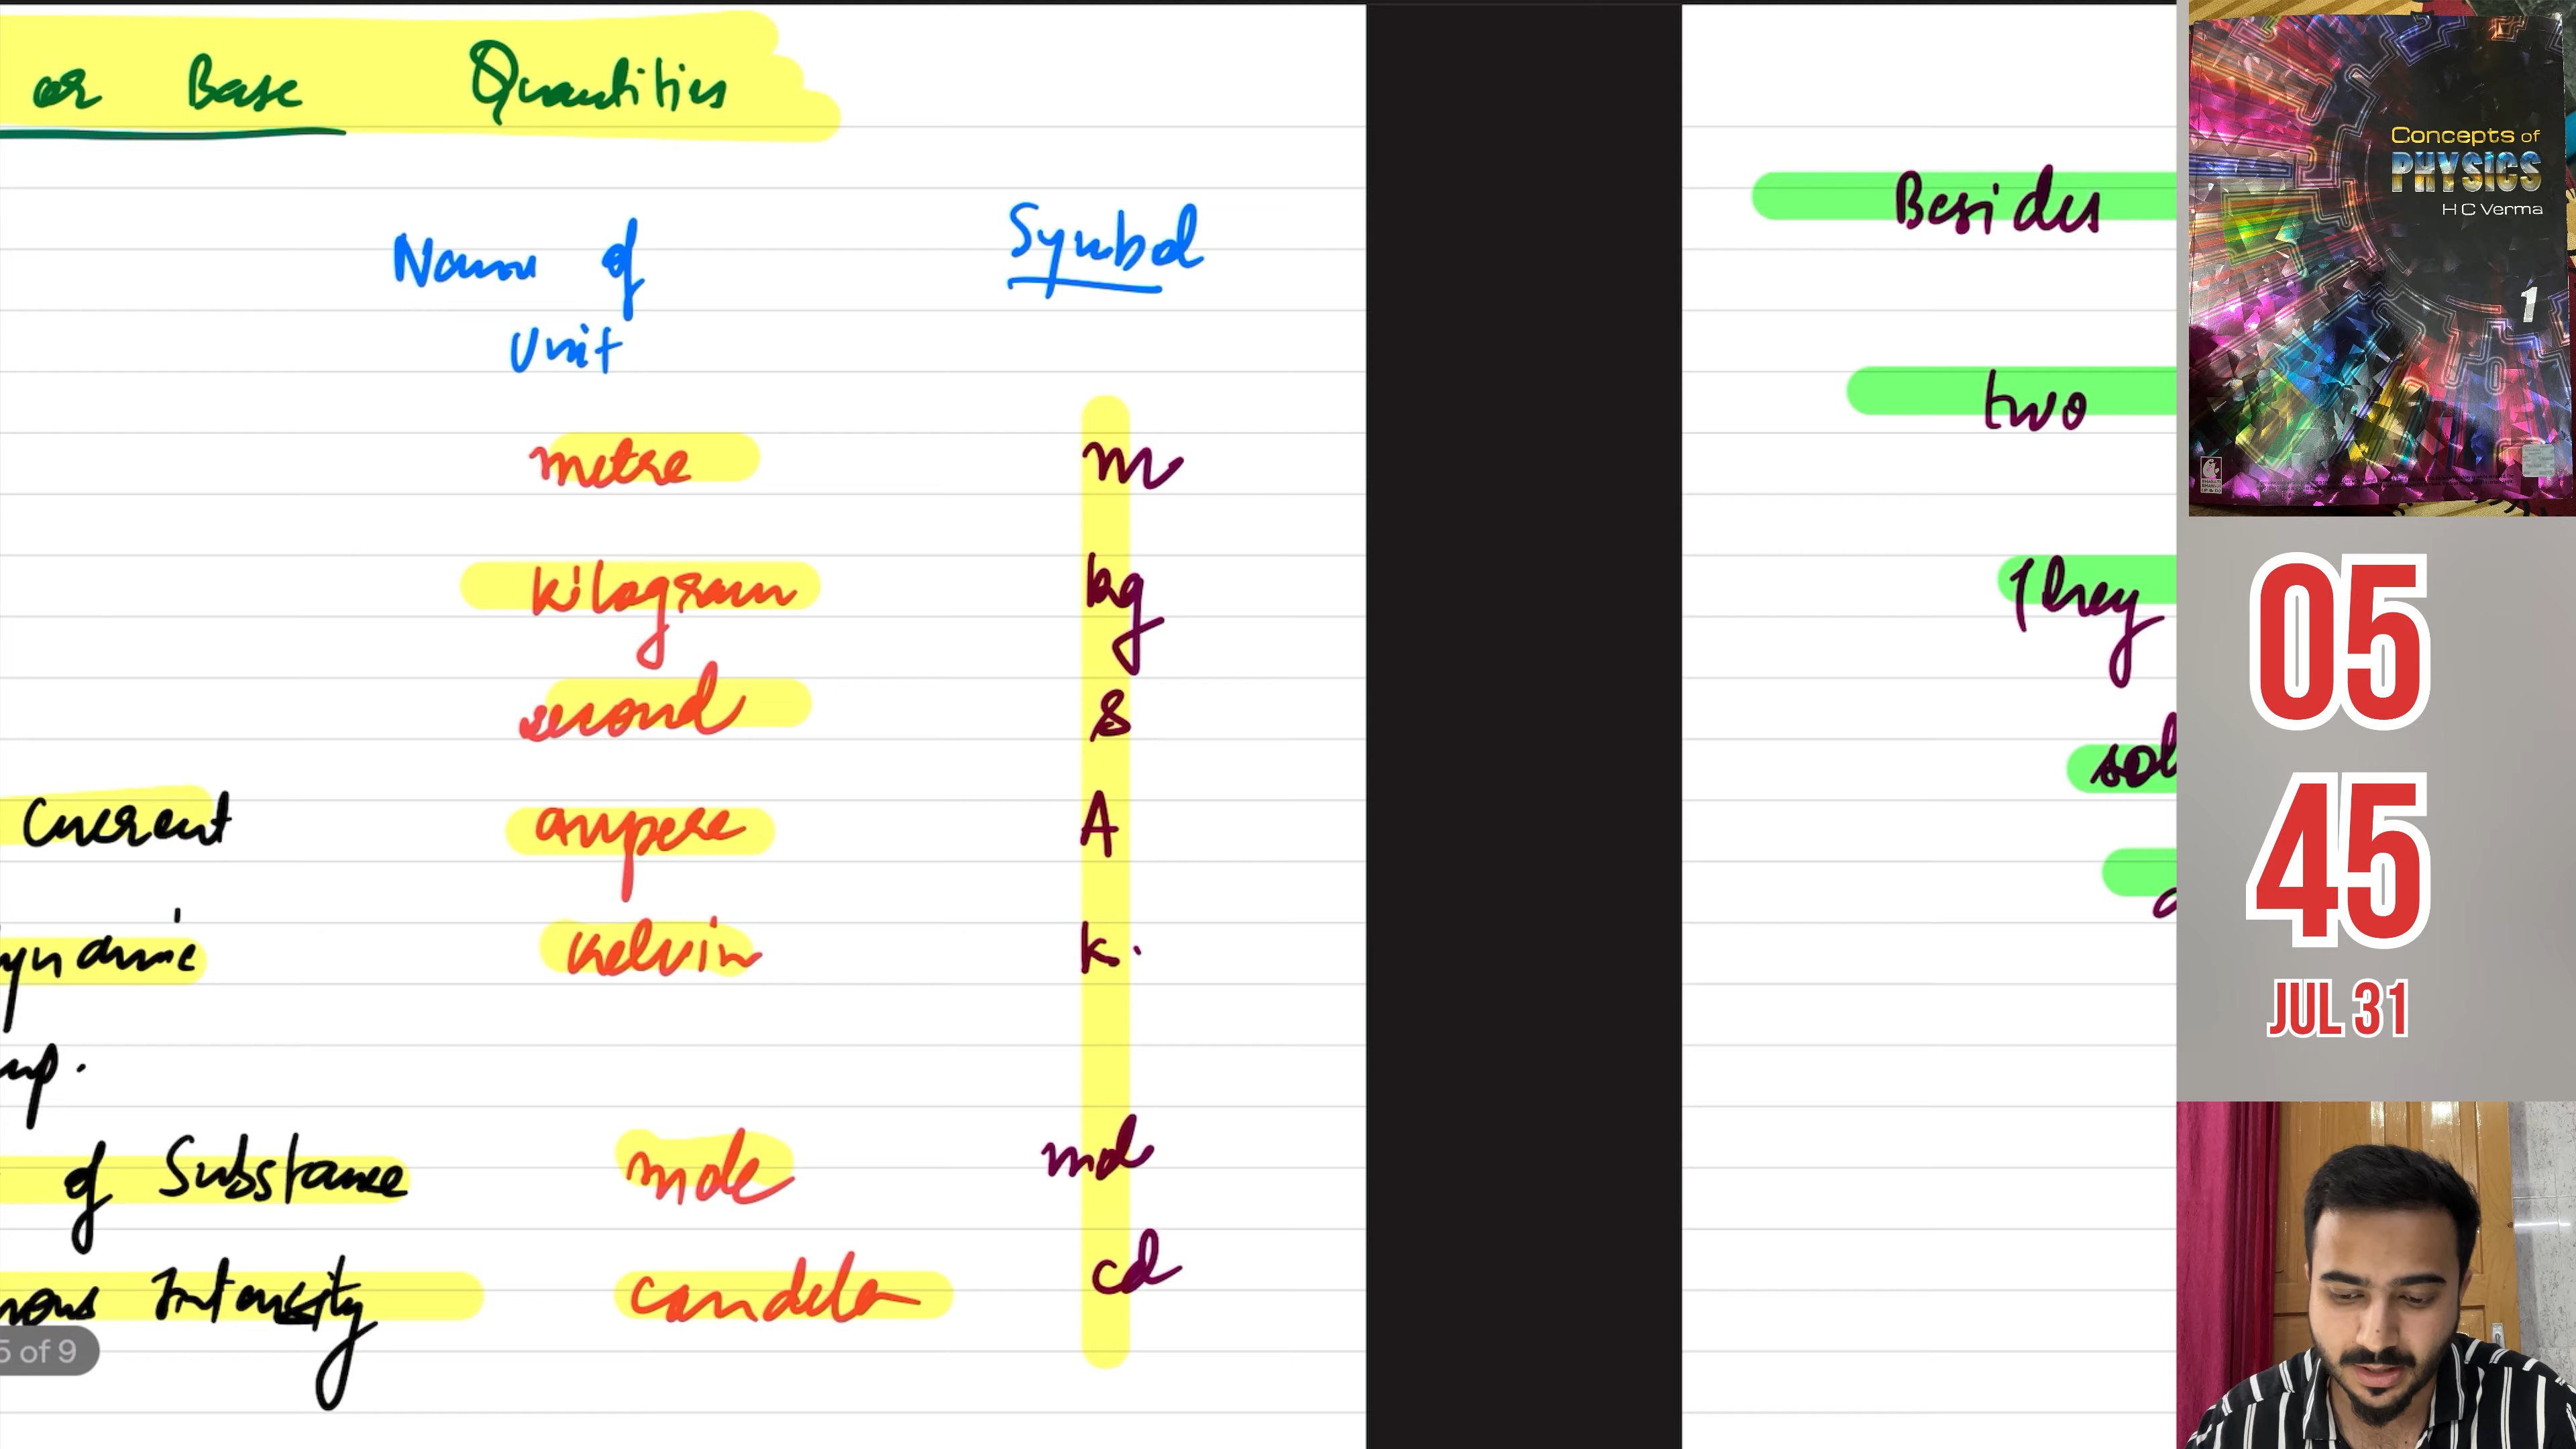 or Base Quantities
Name of Symbol
Unit
metre m
kilogram kg
second s
Current ampere A
kelvin K.
of Substance mole mol
Intensity candela cd
5 of 9
Besides
two
They
Concepts of
PHYSICS
H C Verma
1
05
45
JUL 31